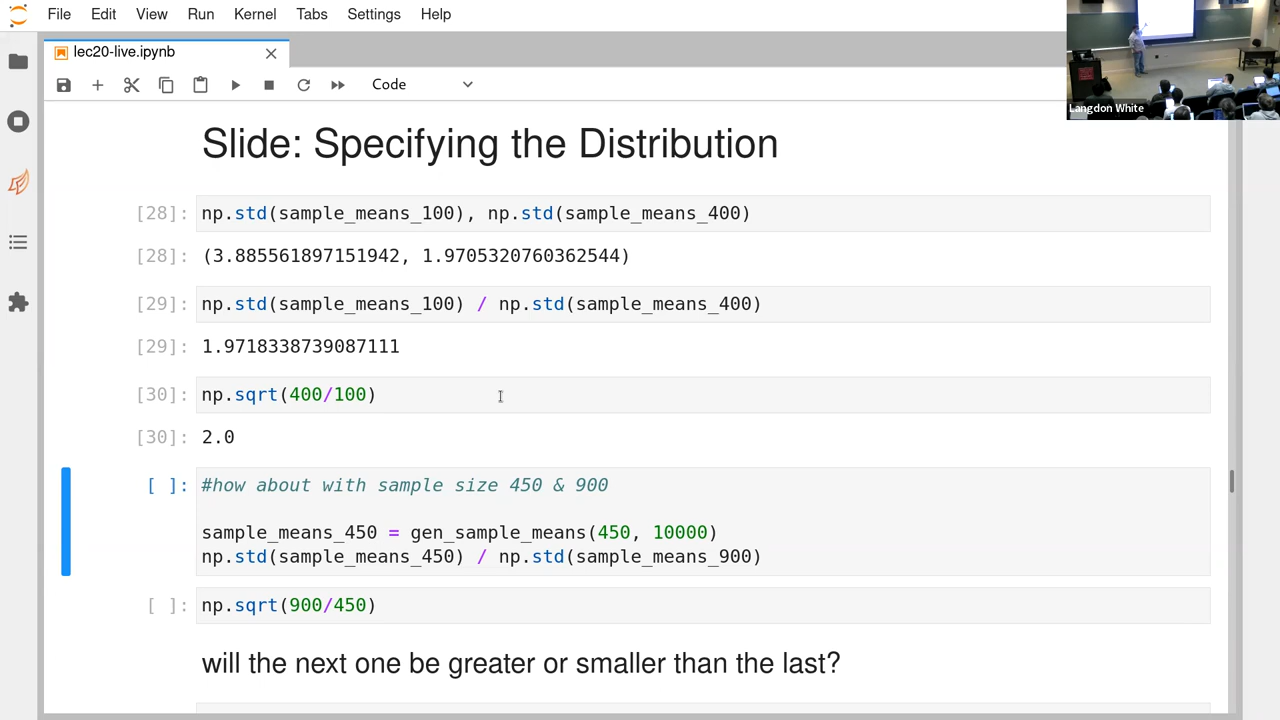 File Edit View Run Kernel Tabs Settings Help
lec20-live.ipynb
Code
Langdon White
Slide: Specifying the Distribution
[28]: np.std(sample_means_100), np.std(sample_means_400)
[28]: (3.885561897151942, 1.9705320760362544)
[29]: np.std(sample_means_100) / np.std(sample_means_400)
[29]: 1.9718338739087111
[30]: np.sqrt(400/100)
[30]: 2.0
[ ]: #how about with sample size 450 & 900
sample_means_450 = gen_sample_means(450, 10000)
np.std(sample_means_450) / np.std(sample_means_900)
[ ]: np.sqrt(900/450)
will the next one be greater or smaller than the last?